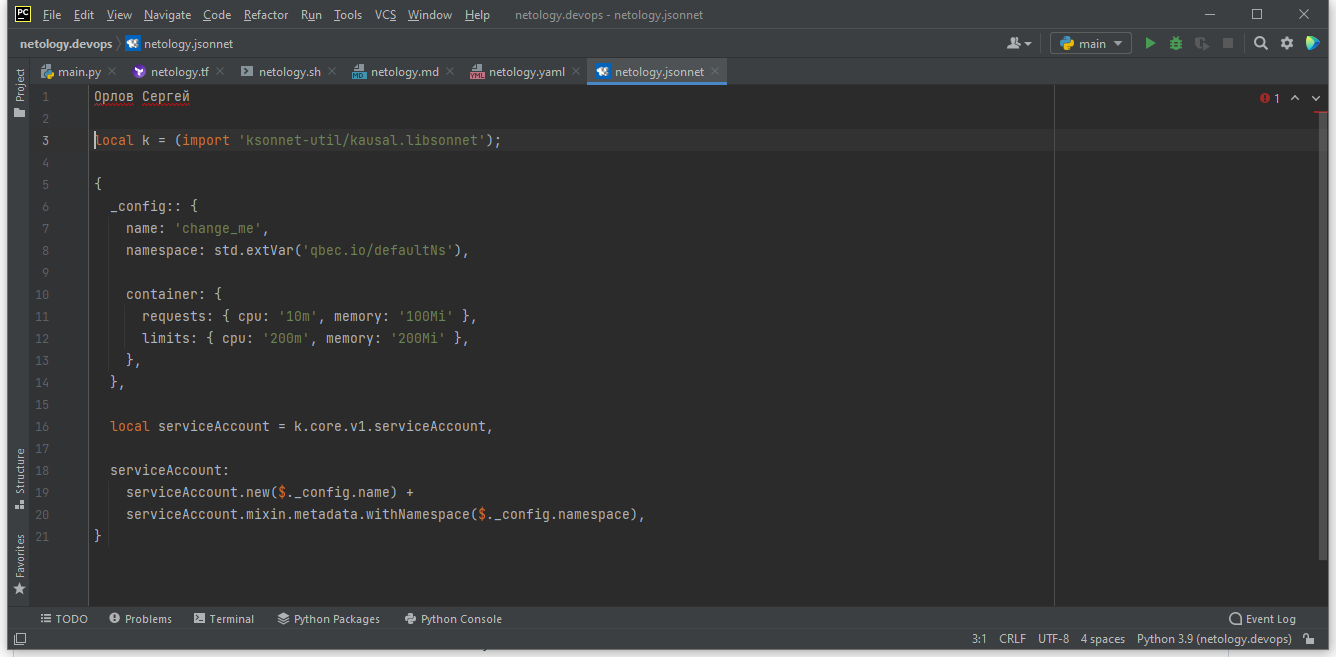 PC File Edit View Navigate Code Refactor Run Tools VCS Window Help netology.devops - netology.jsonnet
netology.devops netology.jsonnet main
main.py netology.tf netology.sh netology.md netology.yaml netology.jsonnet
Project
1 Орлов Сергей 1
2
3 local k = (import 'ksonnet-util/kausal.libsonnet');
4
5 {
6 _config:: {
7 name: 'change_me',
8 namespace: std.extVar('qbec.io/defaultNs'),
9
10 container: {
11 requests: { cpu: '10m', memory: '100Mi' },
12 limits: { cpu: '200m', memory: '200Mi' },
13 },
14 },
15
16 local serviceAccount = k.core.v1.serviceAccount,
17
18 serviceAccount:
19 serviceAccount.new($._config.name) +
20 serviceAccount.mixin.metadata.withNamespace($._config.namespace),
21 }
Structure
Favorites
TODO Problems Terminal Python Packages Python Console Event Log
3:1 CRLF UTF-8 4 spaces Python 3.9 (netology.devops)